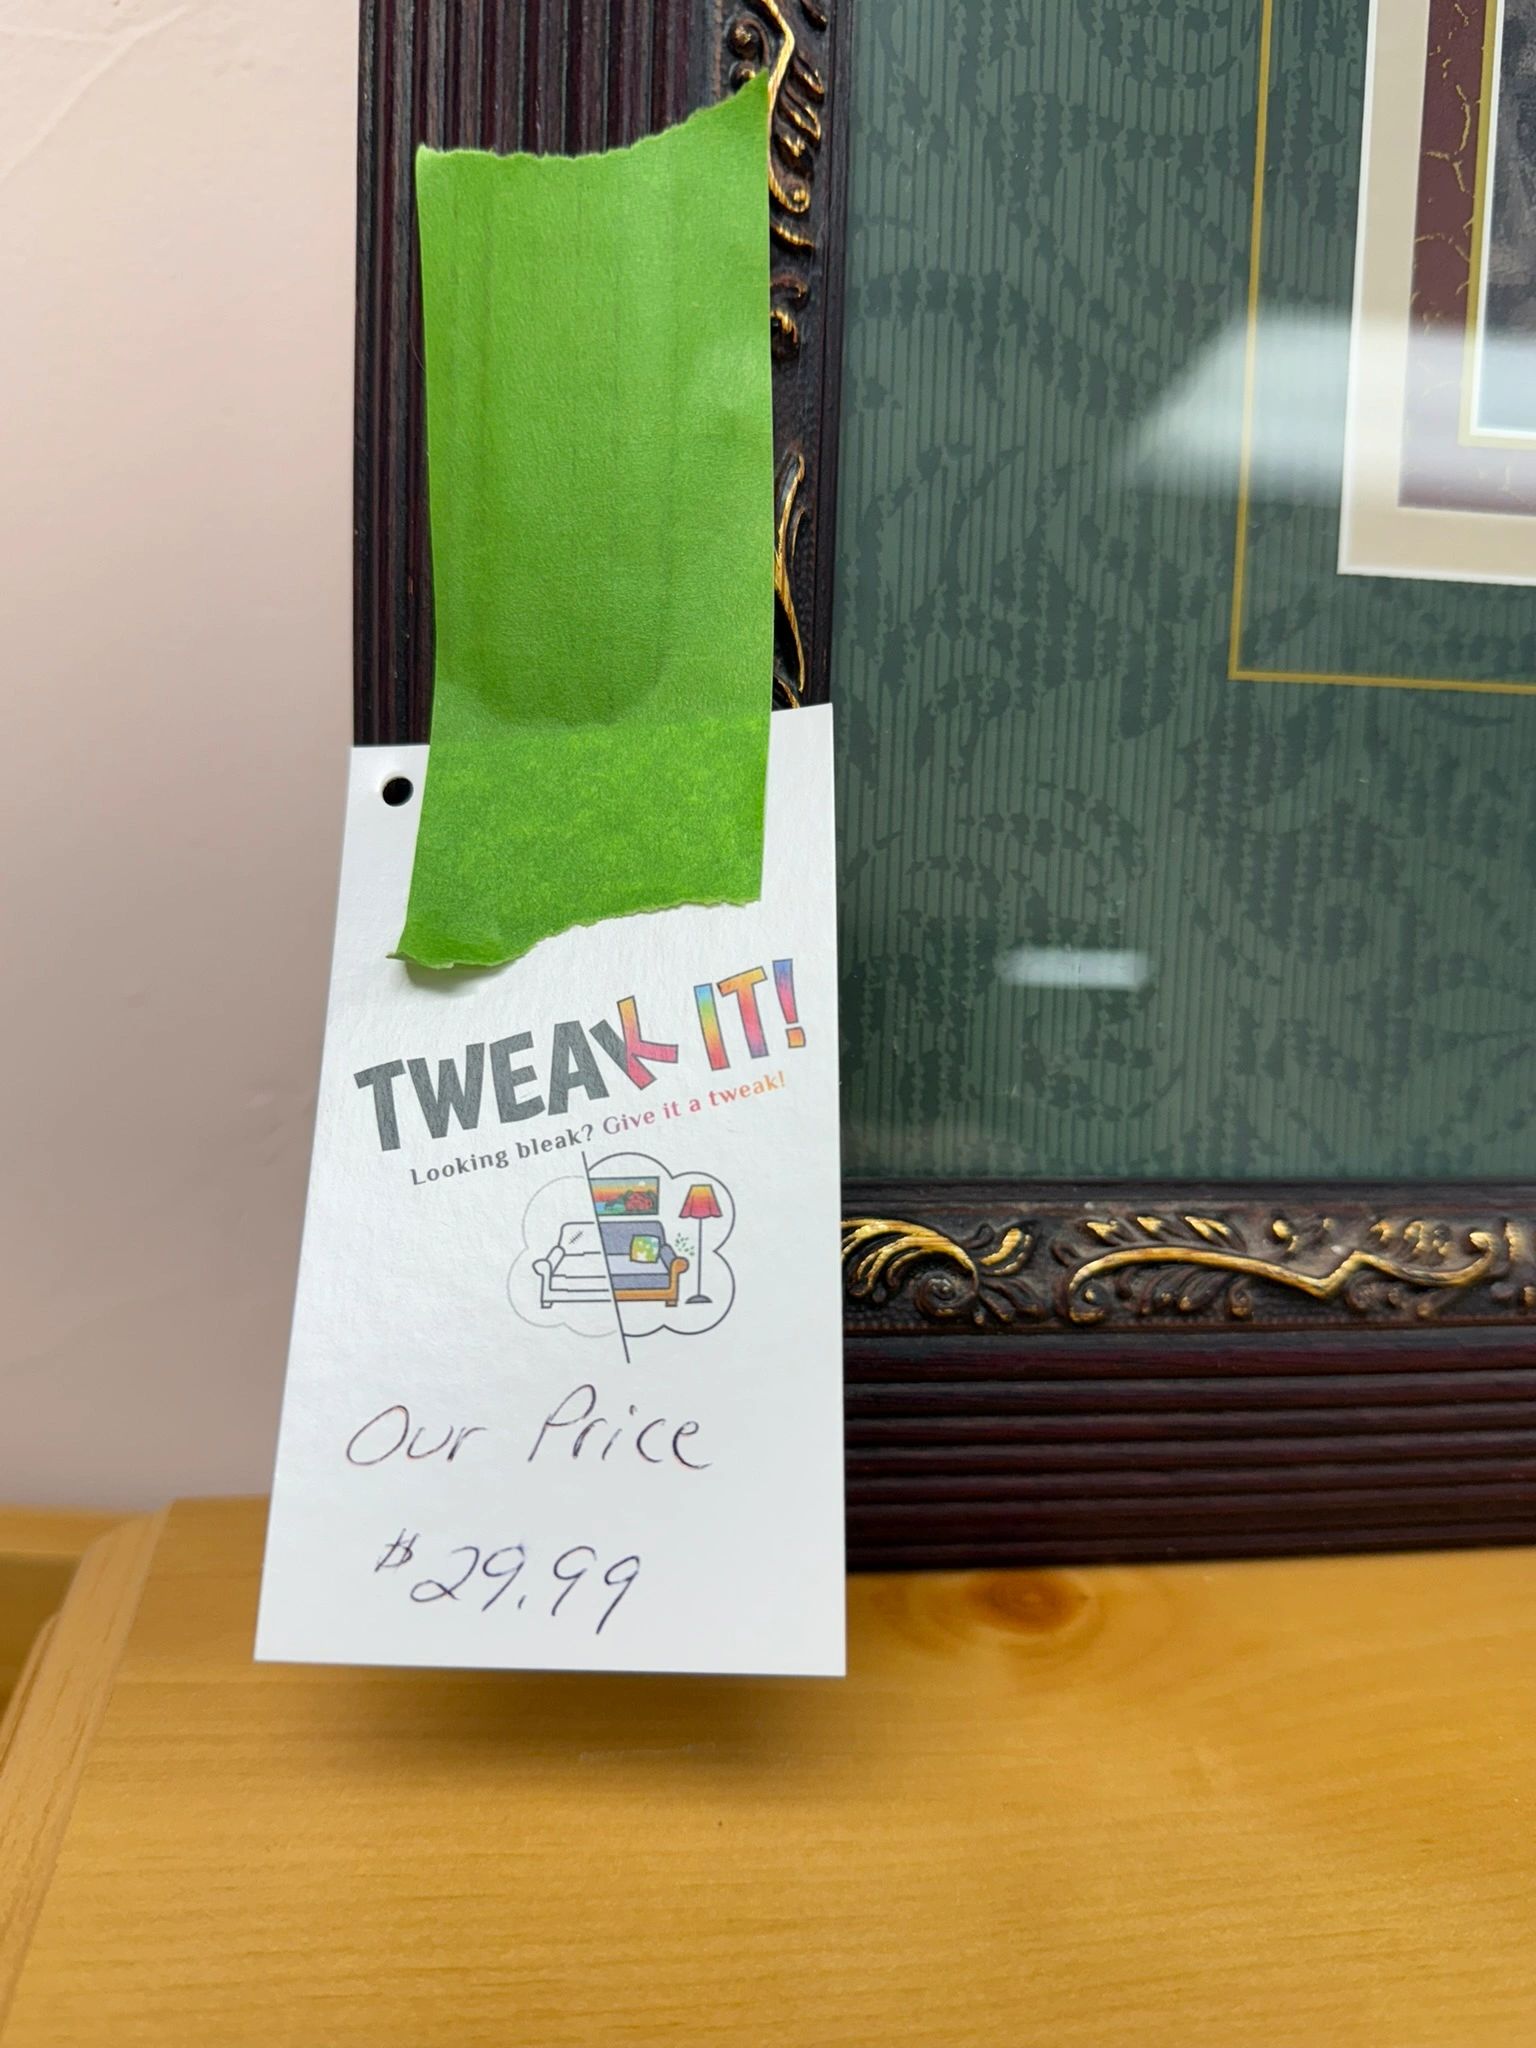 TWEAK IT!
Looking bleak? Give it a tweak!
Our Price
$29.99